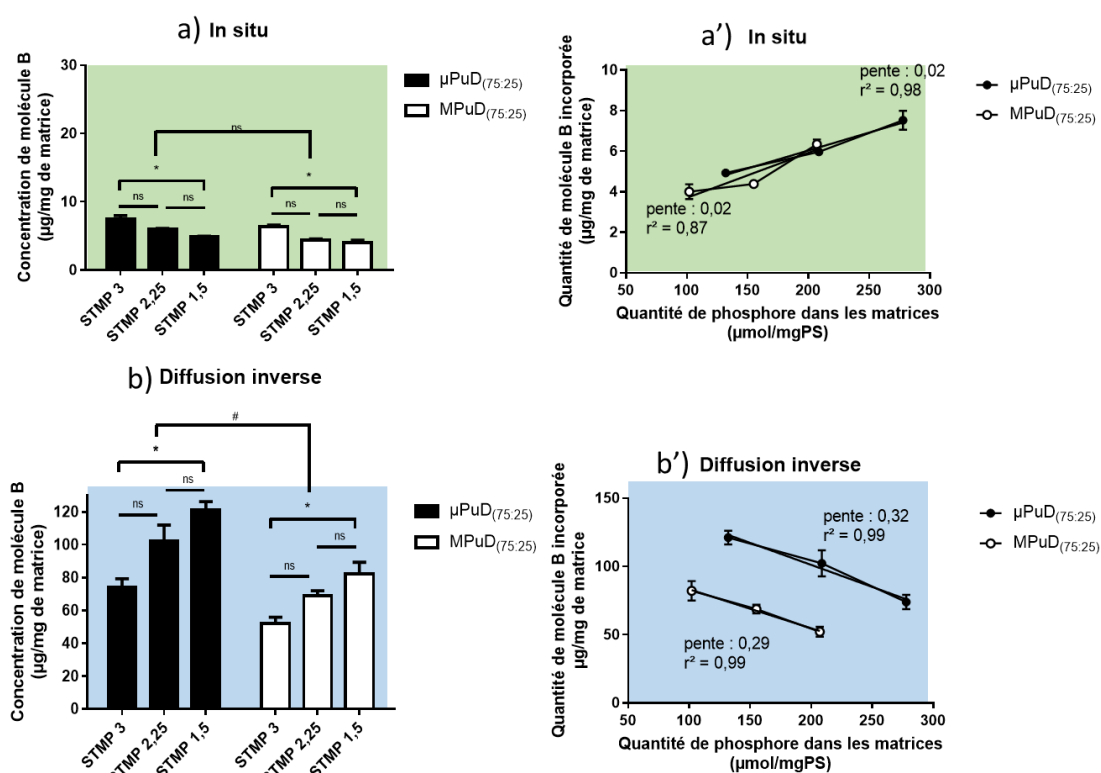 a) In situ
Concentration de molécule B
(µg/mg de matrice)
30
20
10
0
ns
*
ns
ns
*
ns
ns
STMP 3
STMP 2,25
STMP 1,5
STMP 3
STMP 2,25
STMP 1,5
µPuD(75:25)
MPuD(75:25)
a') In situ
Quantité de molécule B incorporée
(µg/mg de matrice)
10
8
6
4
2
0
pente : 0,02
r² = 0,98
pente : 0,02
r² = 0,87
50
100
150
200
250
300
Quantité de phosphore dans les matrices
(µmol/mgPS)
µPuD(75:25)
MPuD(75:25)
b) Diffusion inverse
Concentration de molécule B
(µg/mg de matrice)
120
100
80
60
40
20
0
#
*
ns
ns
*
ns
ns
STMP 3
STMP 2,25
STMP 1,5
STMP 3
STMP 2,25
STMP 1,5
µPuD(75:25)
MPuD(75:25)
b') Diffusion inverse
Quantité de molécule B incorporée
µg/mg de matrice
150
100
50
0
pente : 0,32
r² = 0,99
pente : 0,29
r² = 0,99
50
100
150
200
250
300
Quantité de phosphore dans les matrices
(µmol/mgPS)
µPuD(75:25)
MPuD(75:25)